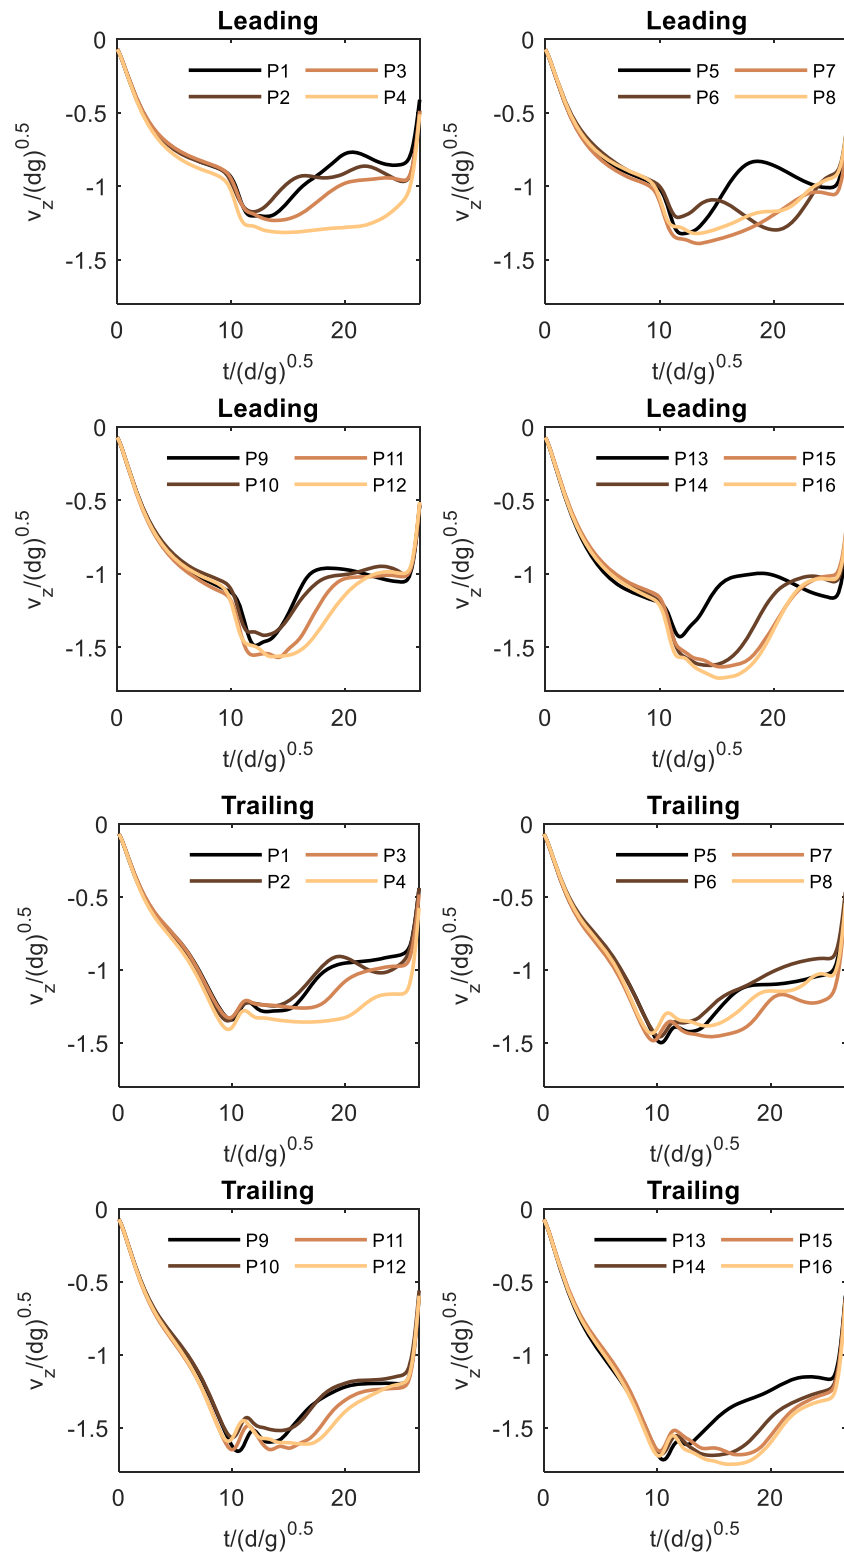 Leading
Leading
0
-0.5
-1
-1.5
v_z/(dg)^0.5
P1 P3
P2 P4
0 10 20
t/(d/g)^0.5
0
-0.5
-1
-1.5
v_z/(dg)^0.5
P5 P7
P6 P8
0 10 20
t/(d/g)^0.5
Leading
Leading
0
-0.5
-1
-1.5
v_z/(dg)^0.5
P9 P11
P10 P12
0 10 20
t/(d/g)^0.5
0
-0.5
-1
-1.5
v_z/(dg)^0.5
P13 P15
P14 P16
0 10 20
t/(d/g)^0.5
Trailing
Trailing
0
-0.5
-1
-1.5
v_z/(dg)^0.5
P1 P3
P2 P4
0 10 20
t/(d/g)^0.5
0
-0.5
-1
-1.5
v_z/(dg)^0.5
P5 P7
P6 P8
0 10 20
t/(d/g)^0.5
Trailing
Trailing
0
-0.5
-1
-1.5
v_z/(dg)^0.5
P9 P11
P10 P12
0 10 20
t/(d/g)^0.5
0
-0.5
-1
-1.5
v_z/(dg)^0.5
P13 P15
P14 P16
0 10 20
t/(d/g)^0.5